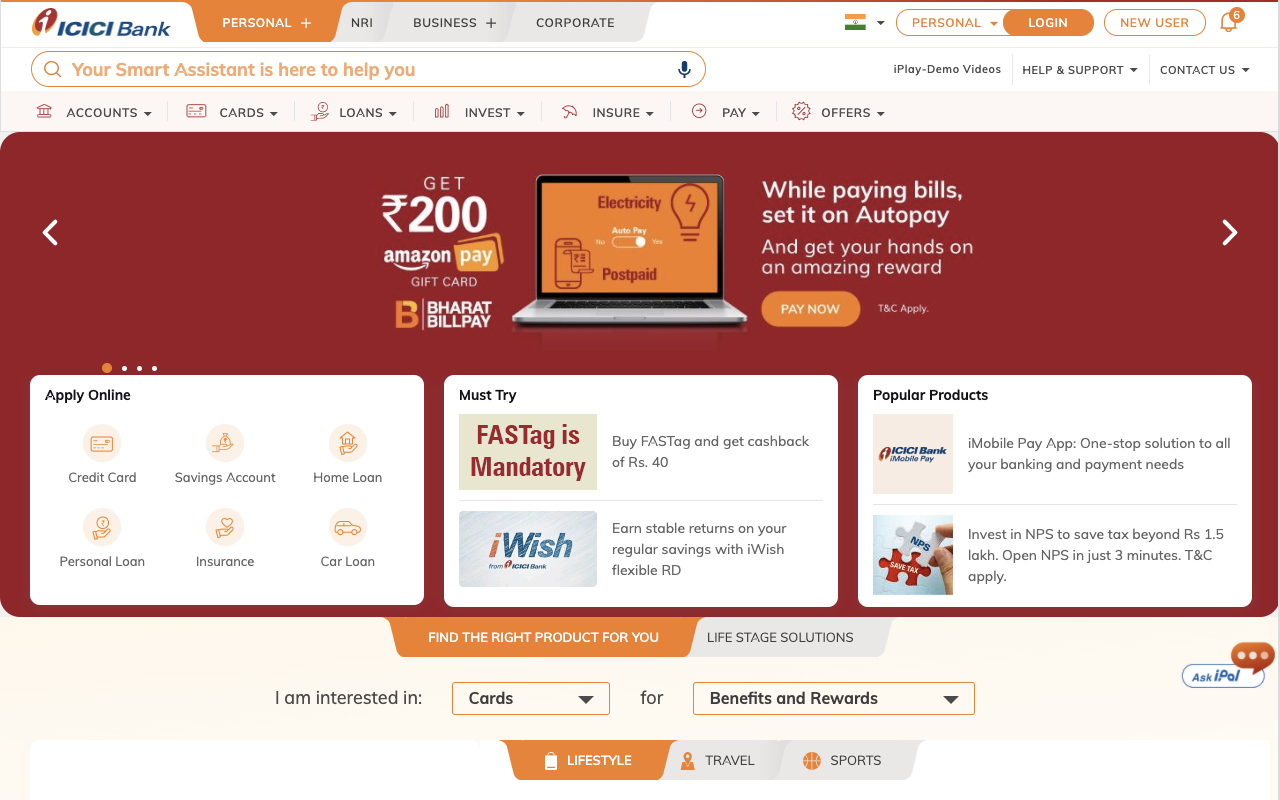 ICICI Bank
PERSONAL +
NRI
BUSINESS +
CORPORATE
PERSONAL
LOGIN
NEW USER
6
Your Smart Assistant is here to help you
iPlay-Demo Videos
HELP & SUPPORT
CONTACT US
ACCOUNTS
CARDS
LOANS
INVEST
INSURE
PAY
OFFERS
GET
₹200
amazon pay
GIFT CARD
B BHARAT
BILLPAY
Electricity
Auto Pay
No
Yes
Postpaid
While paying bills,
set it on Autopay
And get your hands on
an amazing reward
PAY NOW
T&C Apply.
Apply Online
Credit Card
Savings Account
Home Loan
Personal Loan
Insurance
Car Loan
Must Try
FASTag is
Mandatory
Buy FASTag and get cashback
of Rs. 40
iWish
from ICICI Bank
Earn stable returns on your
regular savings with iWish
flexible RD
Popular Products
ICICI Bank
iMobile Pay
iMobile Pay App: One-stop solution to all
your banking and payment needs
NPS
SAVE TAX
Invest in NPS to save tax beyond Rs 1.5
lakh. Open NPS in just 3 minutes. T&C
apply.
FIND THE RIGHT PRODUCT FOR YOU
LIFE STAGE SOLUTIONS
Ask iPal
I am interested in:
Cards
for
Benefits and Rewards
LIFESTYLE
TRAVEL
SPORTS